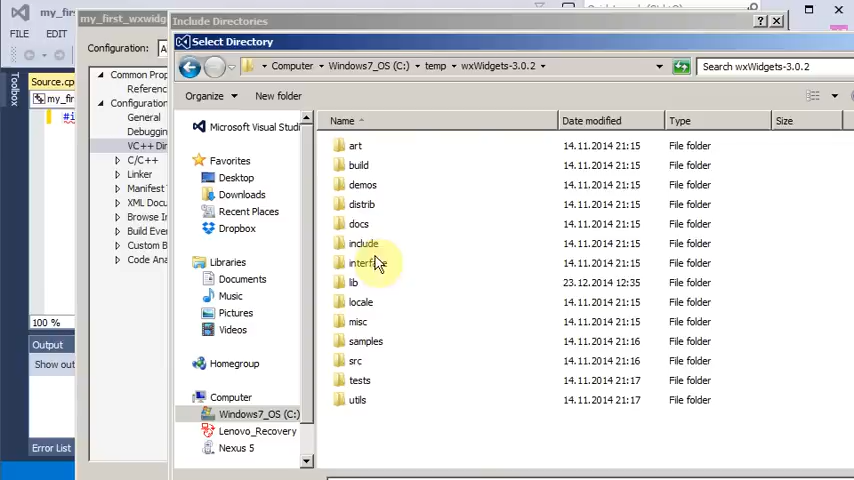 my_first_
FILE
EDIT
Toolbox
Source.cp
my_fir
#i
100 %
Output
Show out
Error List
my_first_wxwidg
Configuration:
Common Prop
Referenc
Configuration
General
Debugging
VC++ Dir
C/C++
Linker
Manifest
XML Docu
Browse In
Build Even
Custom B
Code Ana
Include Directories
?
Select Directory
Computer
Windows7_OS (C:)
temp
wxWidgets-3.0.2
Search wxWidgets-3.0.2
Organize
New folder
Microsoft Visual Studi
Favorites
Desktop
Downloads
Recent Places
Dropbox
Libraries
Documents
Music
Pictures
Videos
Homegroup
Computer
Windows7_OS (C:)
Lenovo_Recovery
Nexus 5
Name Date modified Type Size
art 14.11.2014 21:15 File folder
build 14.11.2014 21:15 File folder
demos 14.11.2014 21:15 File folder
distrib 14.11.2014 21:15 File folder
docs 14.11.2014 21:15 File folder
include 14.11.2014 21:15 File folder
interface 14.11.2014 21:15 File folder
lib 23.12.2014 12:35 File folder
locale 14.11.2014 21:15 File folder
misc 14.11.2014 21:15 File folder
samples 14.11.2014 21:16 File folder
src 14.11.2014 21:16 File folder
tests 14.11.2014 21:17 File folder
utils 14.11.2014 21:17 File folder